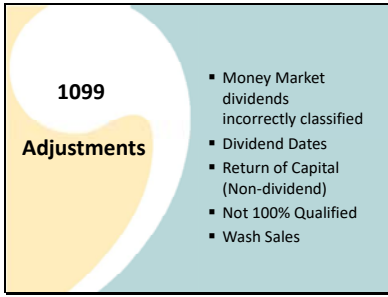 1099
Adjustments
▪ Money Market
dividends
incorrectly classified
▪ Dividend Dates
▪ Return of Capital
(Non-dividend)
▪ Not 100% Qualified
▪ Wash Sales